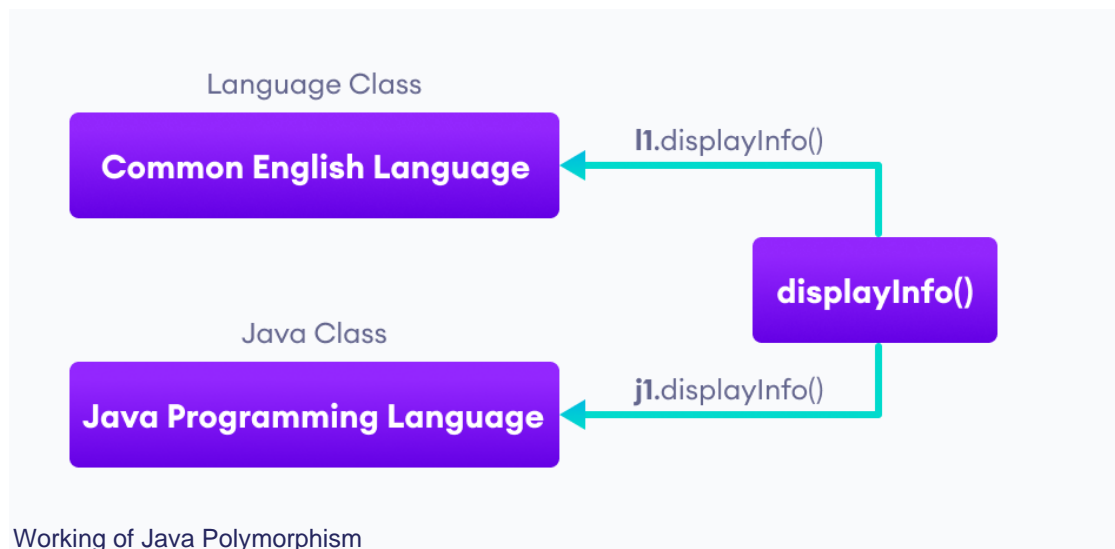 Language Class
Common English Language
l1.displayInfo()
displayInfo()
Java Class
Java Programming Language
j1.displayInfo()
Working of Java Polymorphism